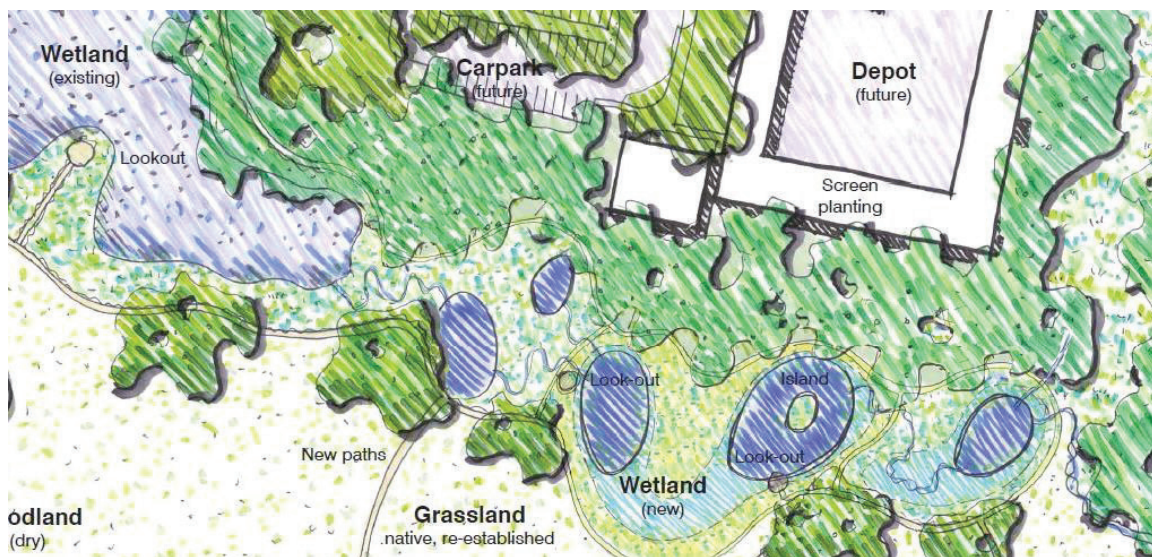 Wetland
(existing)
Carpark
(future)
Depot
(future)
Lookout
Screen
planting
Look-out
Island
New paths
Look-out
Wetland
(new)
Grassland
native, re-established
odland
(dry)